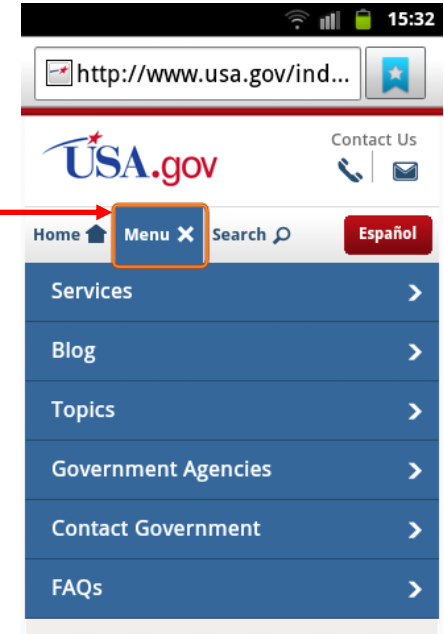 15:32
http://www.usa.gov/ind...
USA.gov
Contact Us
Home Menu Search Español
Services
Blog
Topics
Government Agencies
Contact Government
FAQs